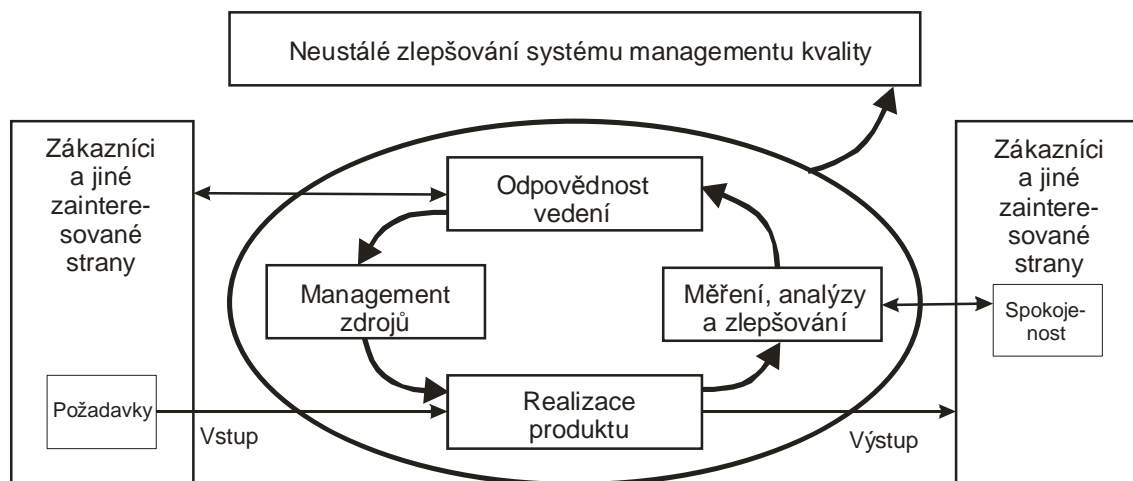 Neustálé zlepšování systému managementu kvality
Zákazníci
a jiné
zaintere-
sované
strany
Požadavky
Vstup
Odpovědnost
vedení
Management
zdrojů
Měření, analýzy
a zlepšování
Realizace
produktu
Výstup
Zákazníci
a jiné
zaintere-
sované
strany
Spokoje-
nost